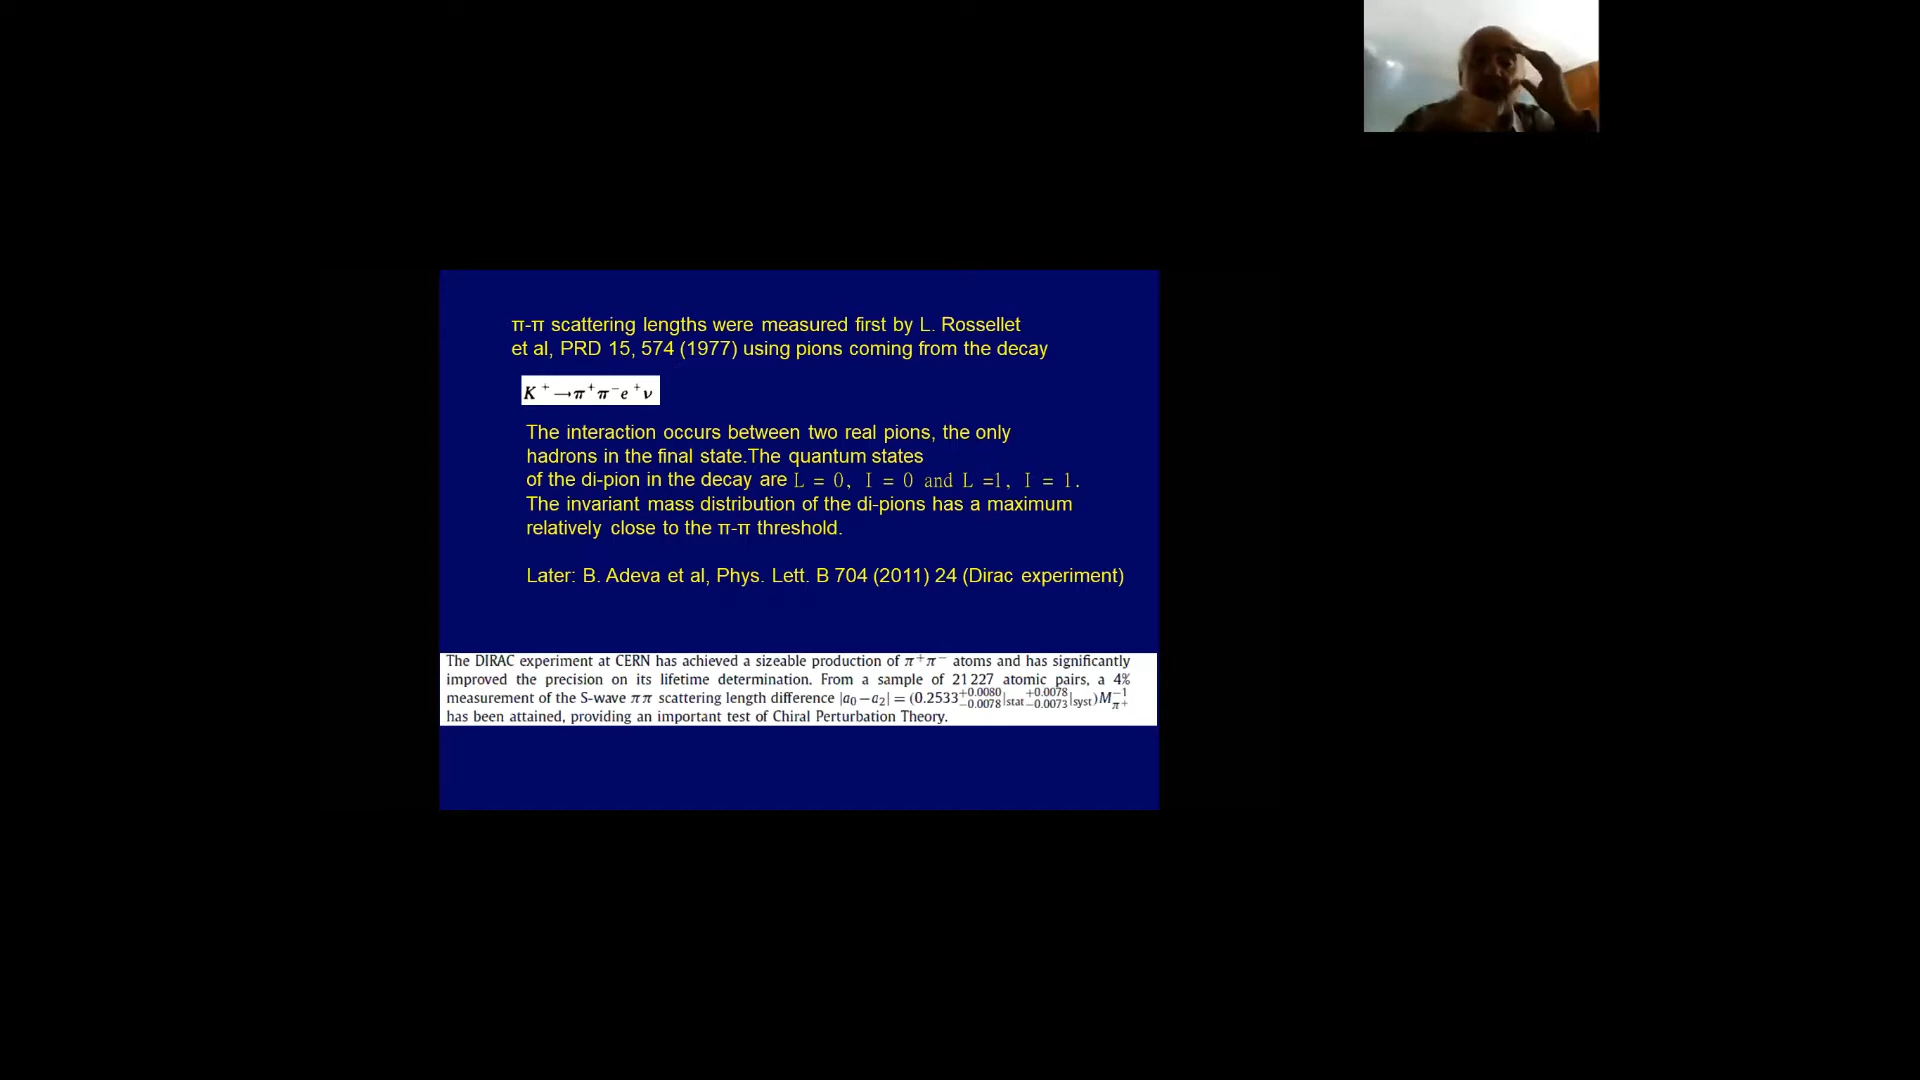 π-π scattering lengths were measured first by L. Rossellet
et al, PRD 15, 574 (1977) using pions coming from the decay
K⁺→π⁺π⁻e⁺ν
The interaction occurs between two real pions, the only
hadrons in the final state.The quantum states
of the di-pion in the decay are L = 0, I = 0 and L =1, I = 1.
The invariant mass distribution of the di-pions has a maximum
relatively close to the π-π threshold.
Later: B. Adeva et al, Phys. Lett. B 704 (2011) 24 (Dirac experiment)
The DIRAC experiment at CERN has achieved a sizeable production of π⁺π⁻ atoms and has significantly
improved the precision on its lifetime determination. From a sample of 21 227 atomic pairs, a 4%
measurement of the S-wave ππ scattering length difference |a₀−a₂| = (0.2533+0.0080−0.0078|stat+0.0078−0.0073|syst)M−1π+
has been attained, providing an important test of Chiral Perturbation Theory.